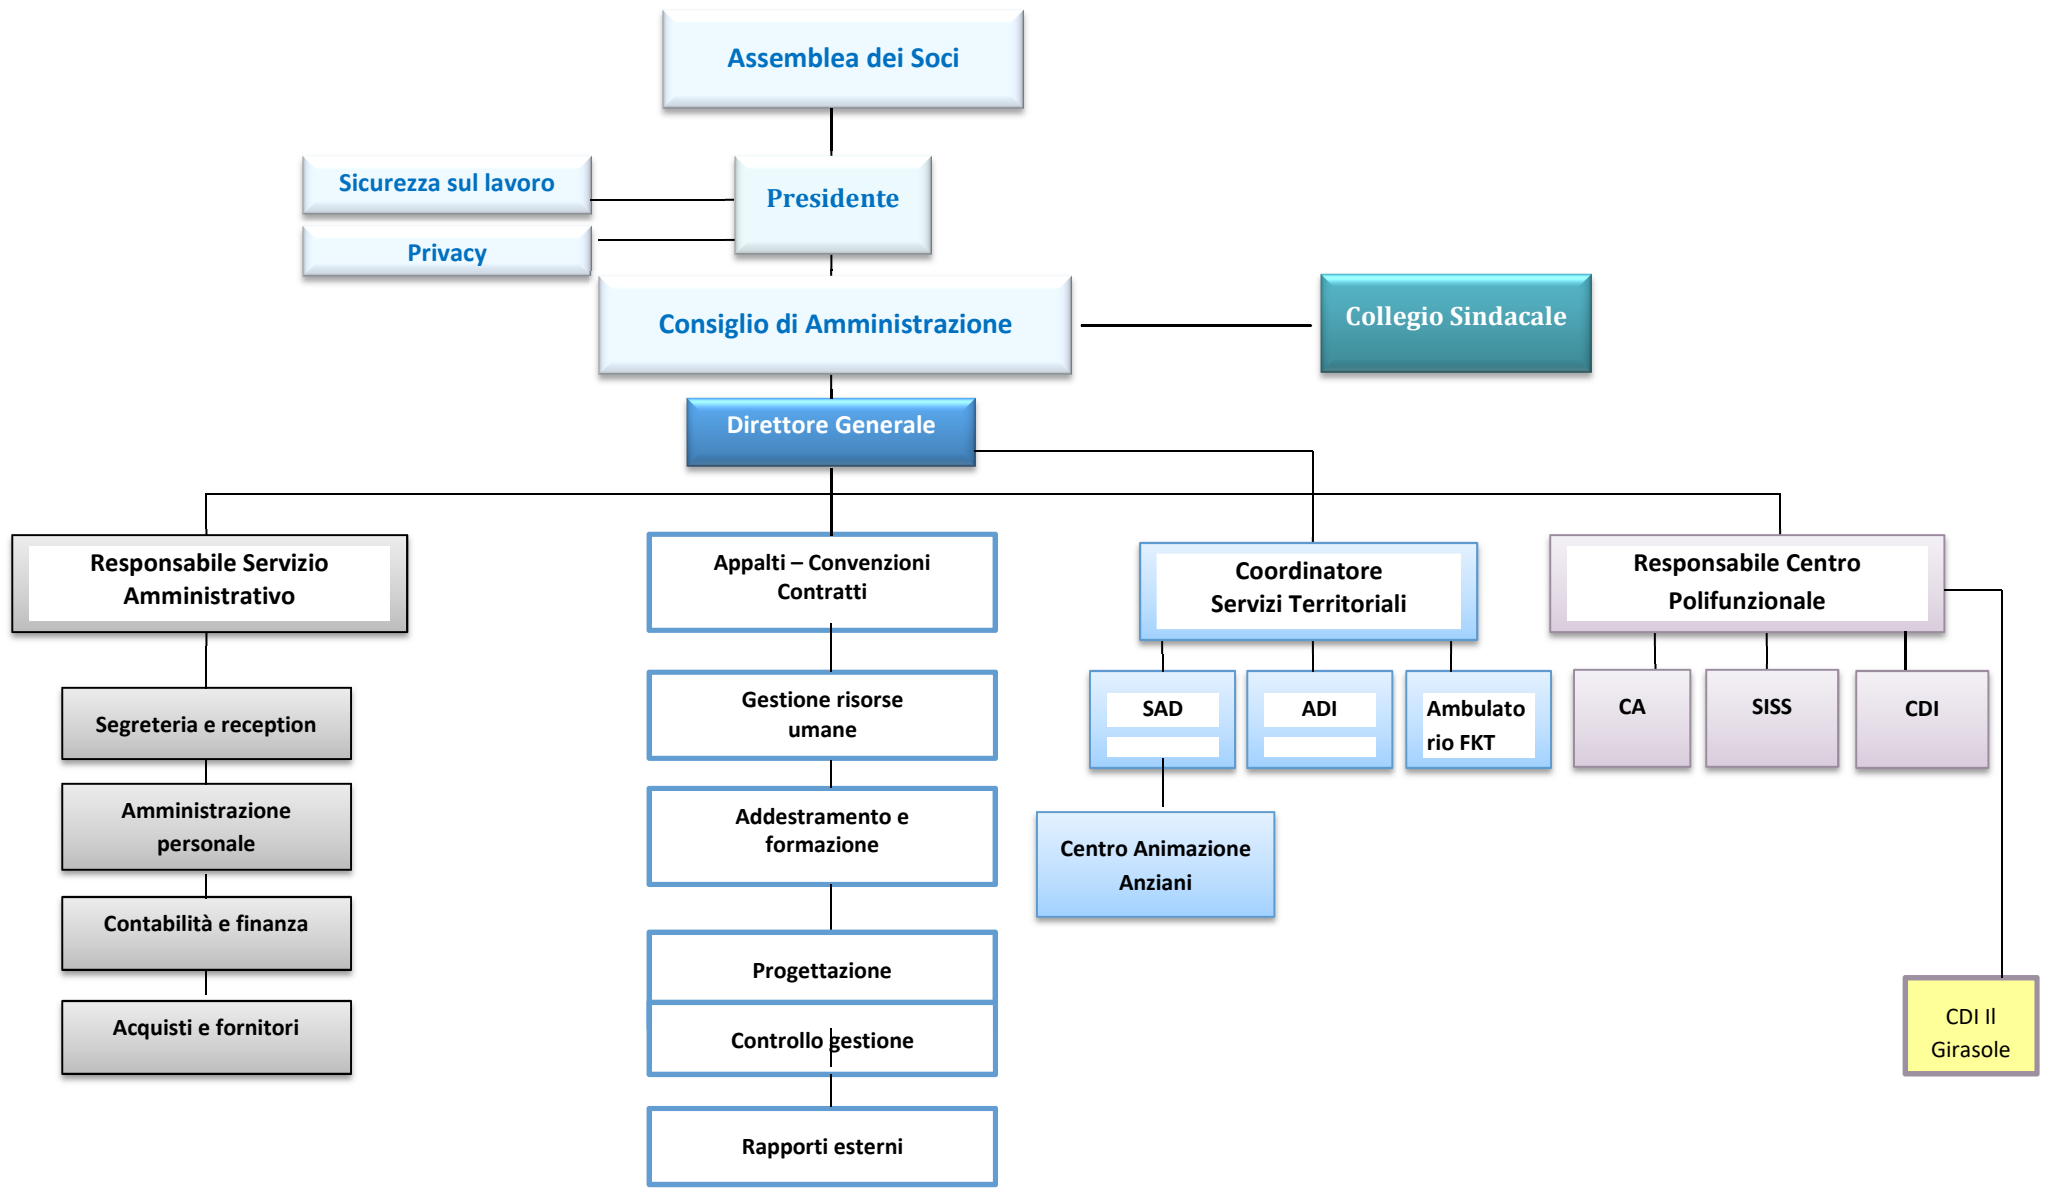 Assemblea dei Soci
Sicurezza sul lavoro
Presidente
Privacy
Consiglio di Amministrazione
Collegio Sindacale
Direttore Generale
Responsabile Servizio
Amministrativo
Appalti – Convenzioni
Contratti
Coordinatore
Servizi Territoriali
Responsabile Centro
Polifunzionale
Segreteria e reception
Amministrazione
personale
Contabilità e finanza
Acquisti e fornitori
Gestione risorse
umane
Addestramento e
formazione
Progettazione
Controllo gestione
Rapporti esterni
SAD
ADI
Ambulato
rio FKT
Centro Animazione
Anziani
CA
SISS
CDI
CDI Il
Girasole